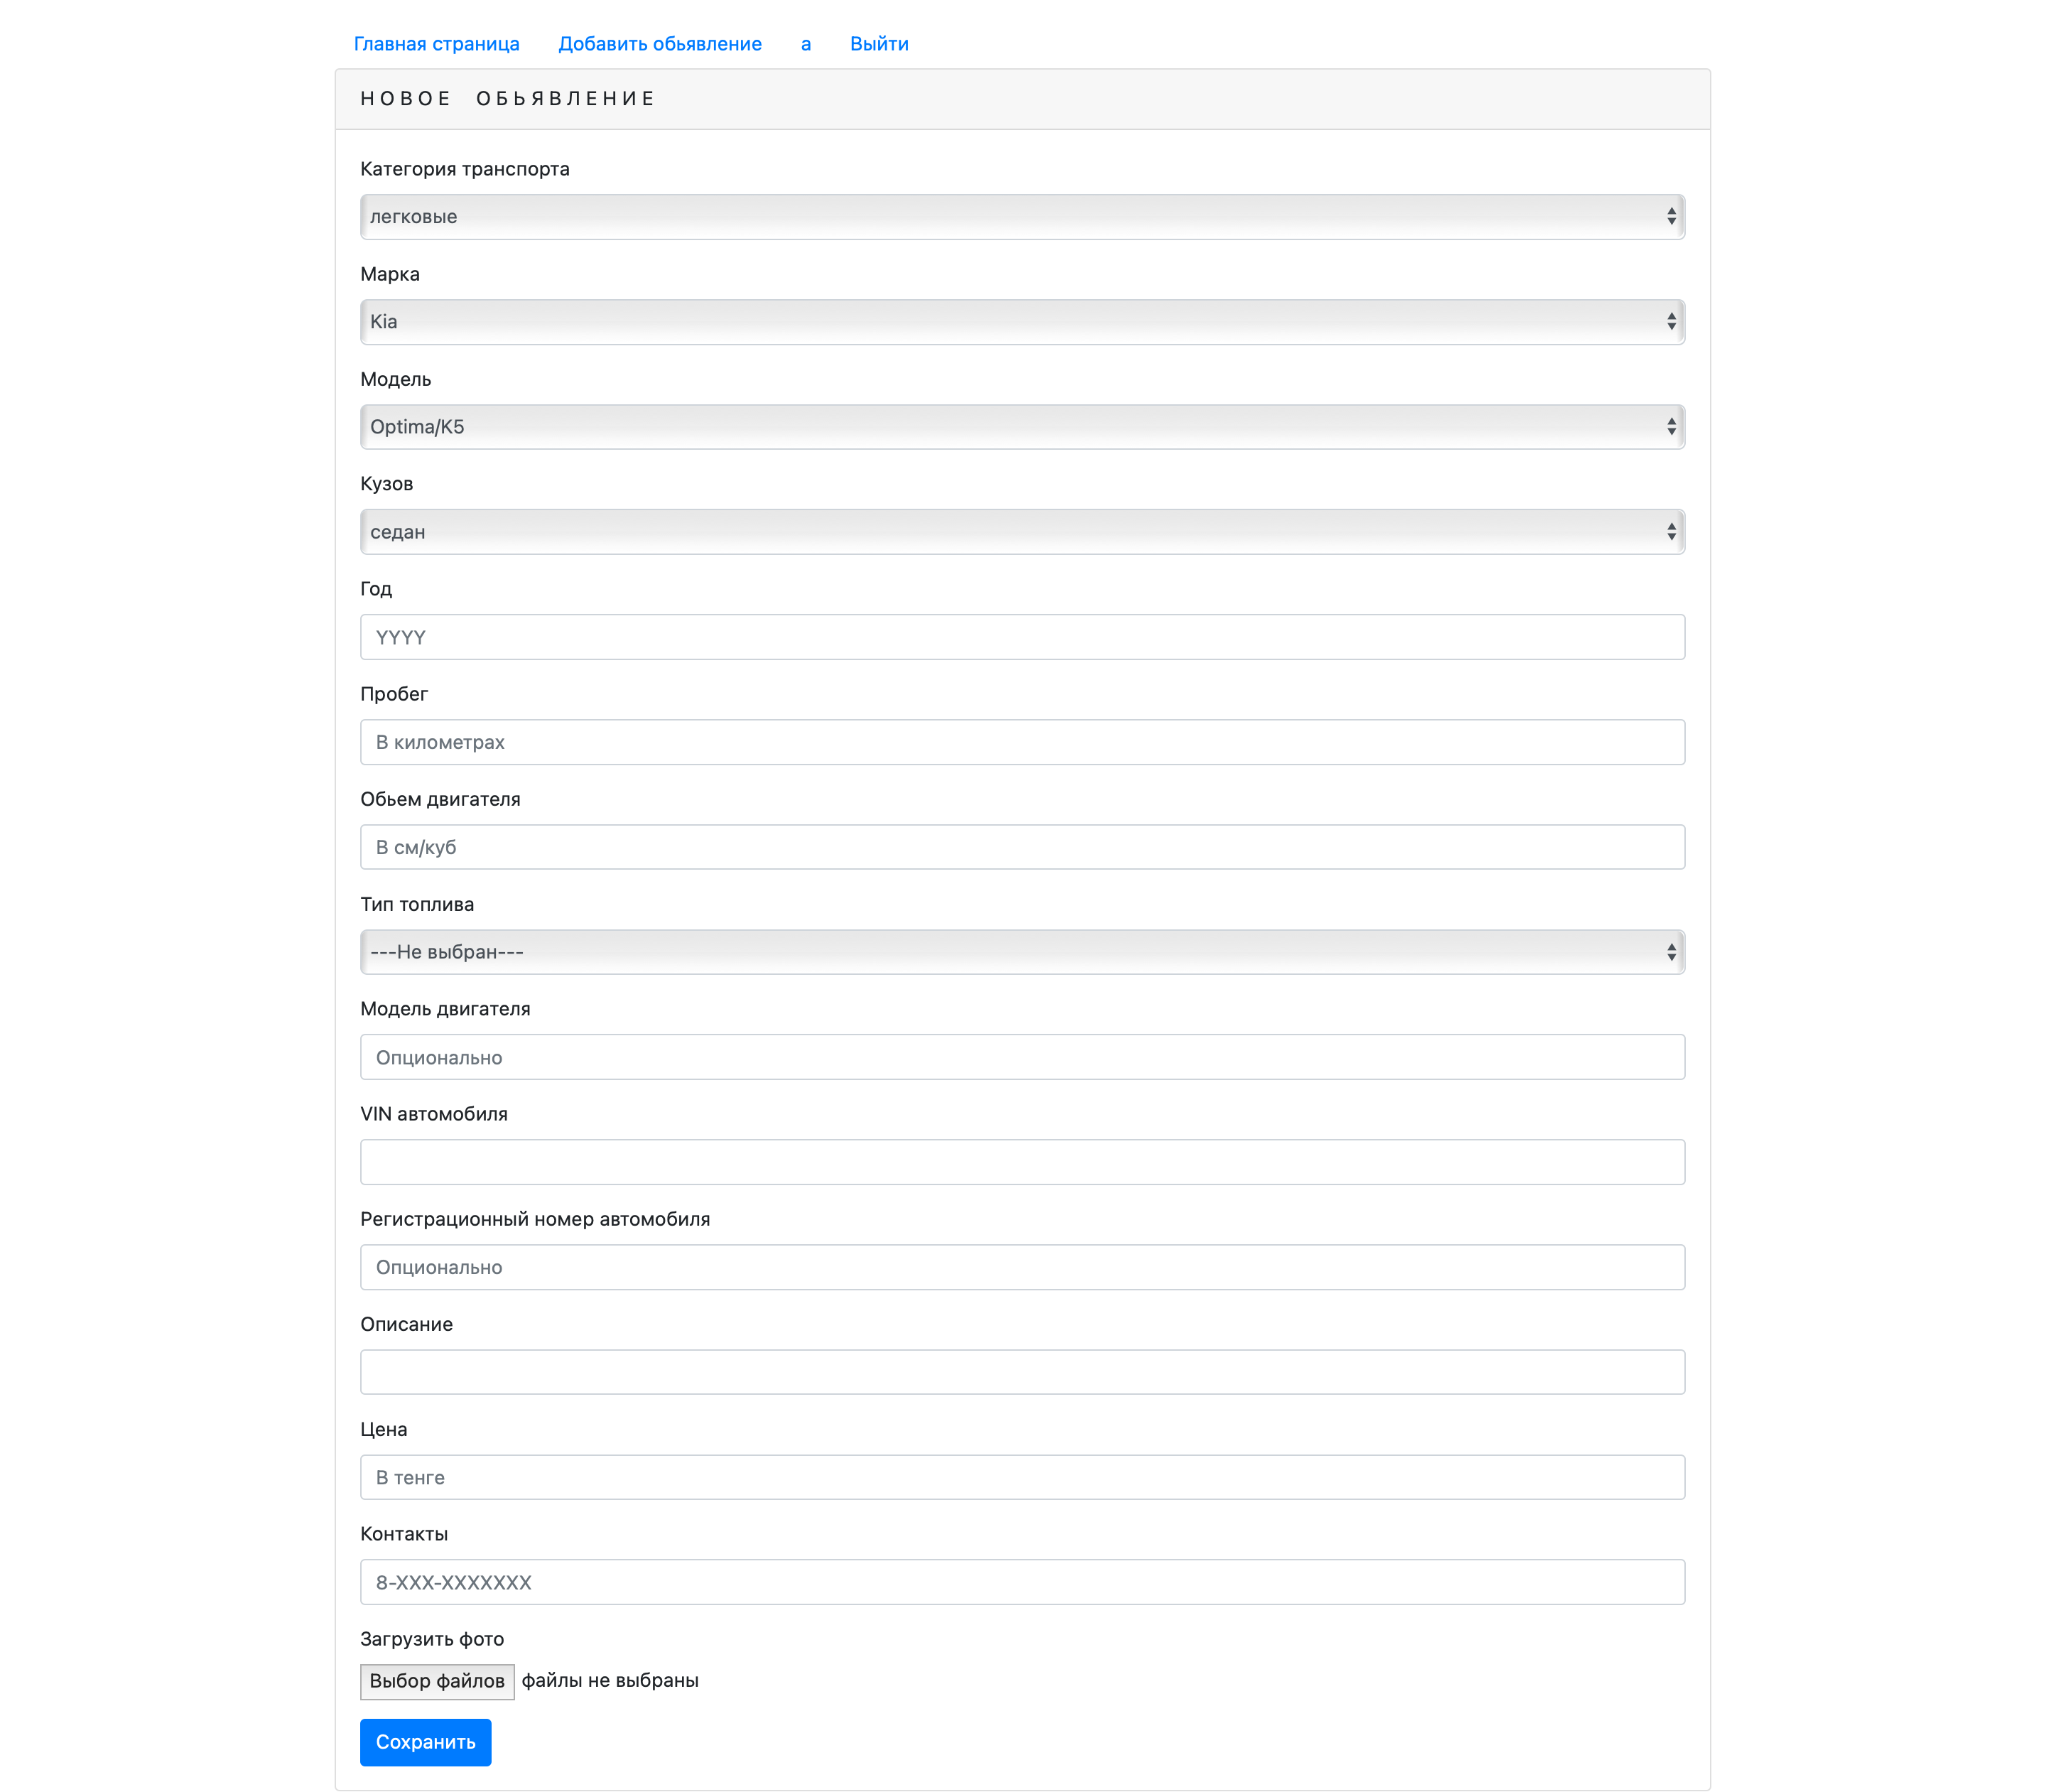 Главная страница Добавить обьявление a Выйти
НОВОЕ ОБЬЯВЛЕНИЕ
Категория транспорта
легковые
Марка
Kia
Модель
Optima/K5
Кузов
седан
Год
YYYY
Пробег
В километрах
Обьем двигателя
В см/куб
Тип топлива
---Не выбран---
Модель двигателя
Опционально
VIN автомобиля
Регистрационный номер автомобиля
Опционально
Описание
Цена
В тенге
Контакты
8-XXX-XXXXXXX
Загрузить фото
Выбор файлов файлы не выбраны
Сохранить